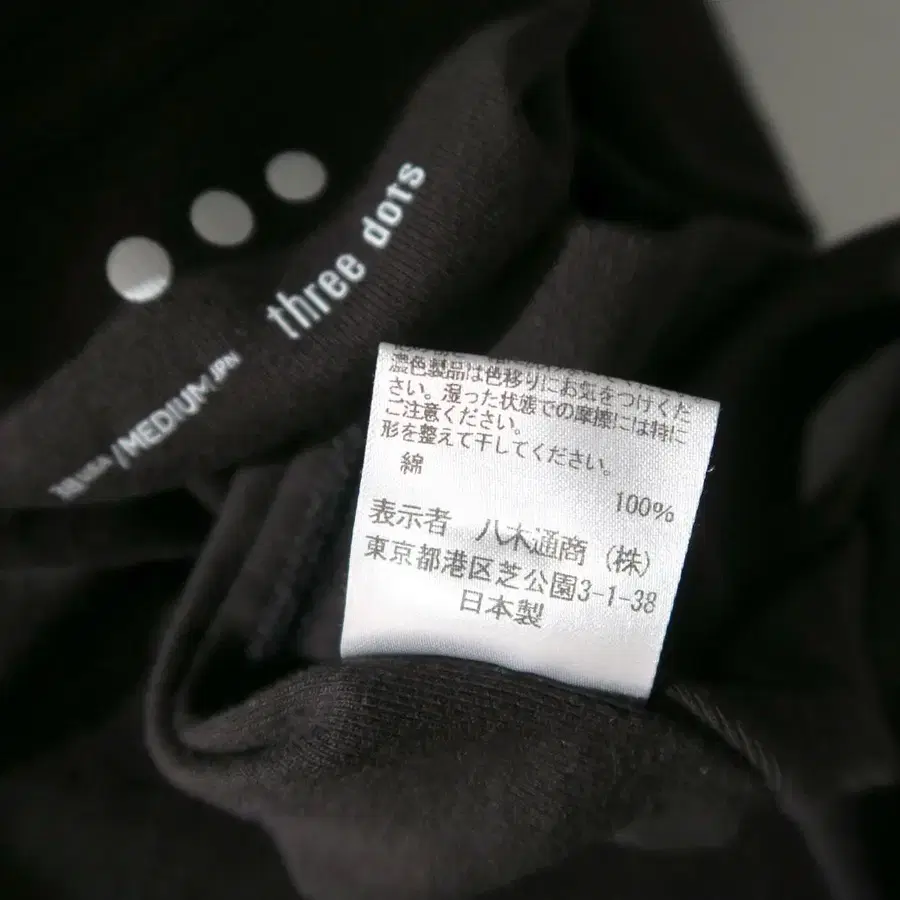 three dots
/MEDIUM JPN
濃色製品は色移りにお気をつけくだ
さい。湿った状態での摩擦には特に
ご注意ください。
形を整えて干してください。
綿
100%
表示者 八木通商（株）
東京都港区芝公園3-1-38
日本製